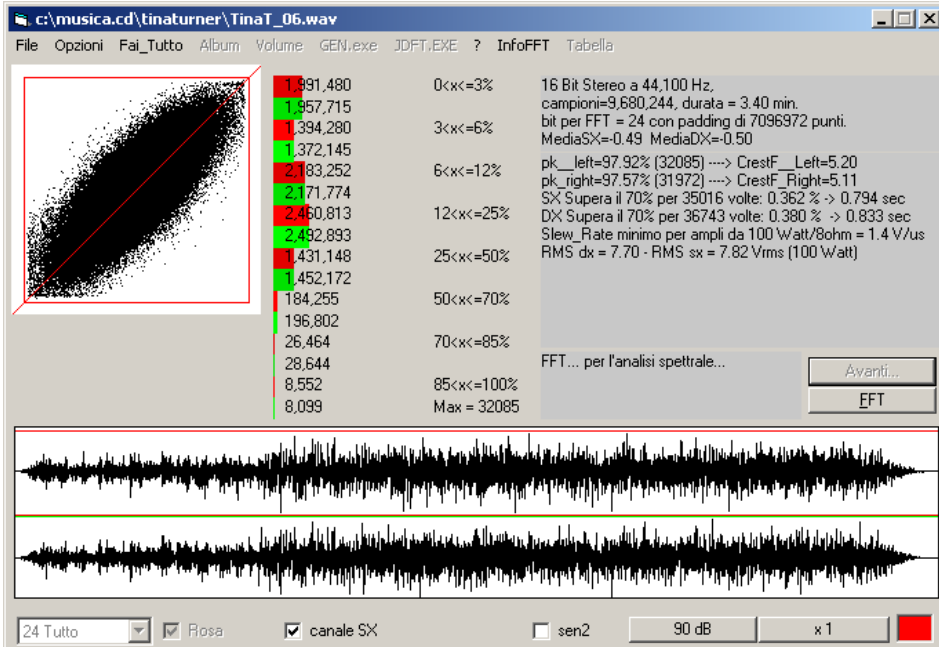 c:\musica.cd\tinaturner\TinaT_06.wav
File Opzioni Fai_Tutto Album Volume GEN.exe JDFT.EXE ? InfoFFT Tabella
1,991,480 0<x<=3%
1,957,715
1,394,280 3<x<=6%
1,372,145
2,183,252 6<x<=12%
2,171,774
2,460,813 12<x<=25%
2,492,893
1,431,148 25<x<=50%
1,452,172
184,255 50<x<=70%
196,802
26,464 70<x<=85%
28,644
8,552 85<x<=100%
8,099 Max = 32085
16 Bit Stereo a 44,100 Hz,
campioni=9,680,244, durata = 3.40 min.
bit per FFT = 24 con padding di 7096972 punti.
MediaSX=-0.49 MediaDX=-0.50
pk__left=97.92% (32085) ----> CrestF__Left=5.20
pk_right=97.57% (31972) ----> CrestF_Right=5.11
SX Supera il 70% per 35016 volte: 0.362 % -> 0.794 sec
DX Supera il 70% per 36743 volte: 0.380 % -> 0.833 sec
Slew_Rate minimo per ampli da 100 Watt/8ohm = 1.4 V/us
RMS dx = 7.70 - RMS sx = 7.82 Vrms (100 Watt)
FFT... per l'analisi spettrale...
Avanti...
FFT
24 Tutto Rosa canale SX sen2 90 dB x 1